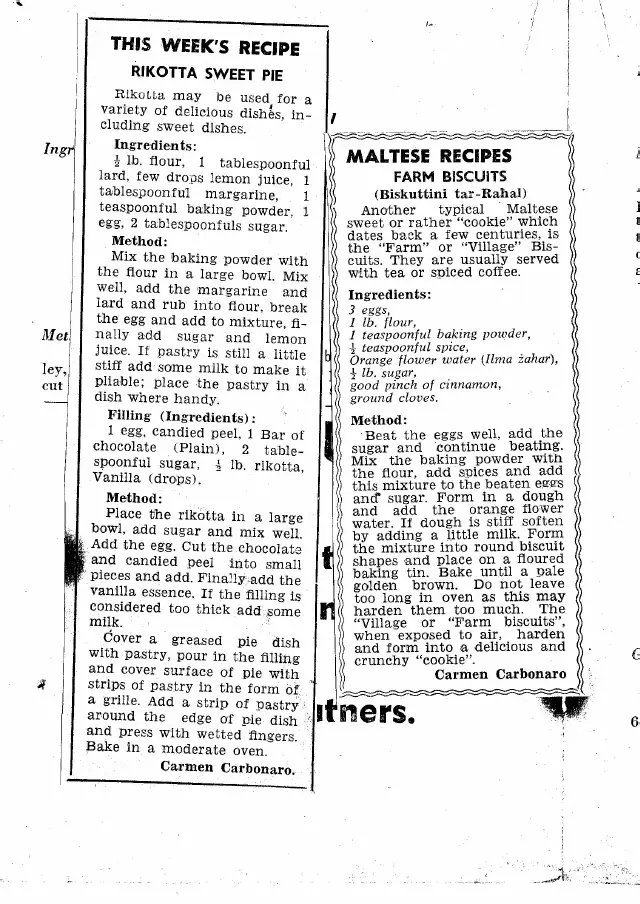 THIS WEEK'S RECIPE
RIKOTTA SWEET PIE
Rikotta may be used for a
variety of delicious dishes, in-
cluding sweet dishes.
Ingredients:
½ lb. flour, 1 tablespoonful
lard, few drops lemon juice, 1
tablespoonful margarine, 1
teaspoonful baking powder, 1
egg, 2 tablespoonfuls sugar.
Method:
Mix the baking powder with
the flour in a large bowl. Mix
well, add the margarine and
lard and rub into flour, break
the egg and add to mixture, fi-
nally add sugar and lemon
juice. If pastry is still a little
stiff add some milk to make it
pliable; place the pastry in a
dish where handy.
Filling (Ingredients):
1 egg, candied peel, 1 Bar of
chocolate (Plain), 2 table-
spoonful sugar, ½ lb. rikotta,
Vanilla (drops).
Method:
Place the rikotta in a large
bowl, add sugar and mix well.
Add the egg. Cut the chocolate
and candied peel into small
pieces and add. Finally add the
vanilla essence. If the filling is
considered too thick add some
milk.
Cover a greased pie dish
with pastry, pour in the filling
and cover surface of pie with
strips of pastry in the form of
a grille. Add a strip of pastry
around the edge of pie dish
and press with wetted fingers.
Bake in a moderate oven.
Carmen Carbonaro.
MALTESE RECIPES
FARM BISCUITS
(Biskuttini tar-Rahal)
Another typical Maltese
sweet or rather "cookie" which
dates back a few centuries, is
the "Farm" or "Village" Bis-
cuits. They are usually served
with tea or spiced coffee.
Ingredients:
3 eggs,
1 lb. flour,
1 teaspoonful baking powder,
½ teaspoonful spice,
Orange flower water (Ilma żahar),
½ lb. sugar,
good pinch of cinnamon,
ground cloves.
Method:
Beat the eggs well, add the
sugar and continue beating.
Mix the baking powder with
the flour, add spices and add
this mixture to the beaten eggs
and sugar. Form in a dough
and add the orange flower
water. If dough is stiff soften
by adding a little milk. Form
the mixture into round biscuit
shapes and place on a floured
baking tin. Bake until a pale
golden brown. Do not leave
too long in oven as this may
harden them too much. The
"Village or "Farm biscuits",
when exposed to air, harden
and form into a delicious and
crunchy "cookie".
Carmen Carbonaro
Ingr
Met
ley,
cut
tners.
6